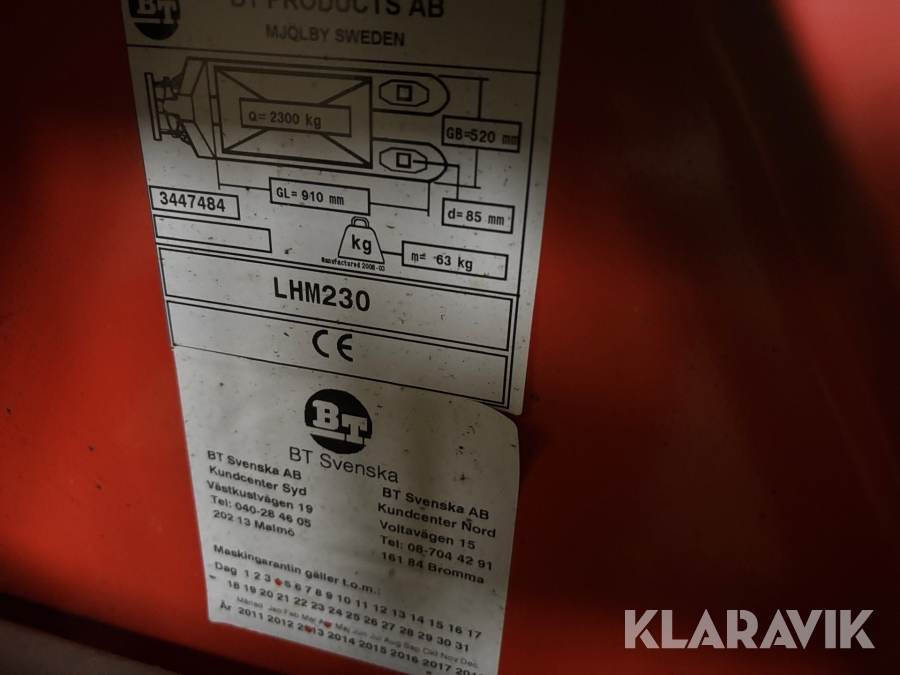 BT
BT PRODUCTS AB
MJÖLBY SWEDEN
Q= 2300 kg
GB=520 mm
GL= 910 mm
d= 85 mm
3447484
kg
m= 63 kg
Manufactured 2008-03
LHM230
CE
BT
BT Svenska
BT Svenska AB
Kundcenter Syd
Västkustvägen 19
Tel: 040-28 46 05
202 13 Malmö
BT Svenska AB
Kundcenter Nord
Voltavägen 15
Tel: 08-704 42 91
161 84 Bromma
Maskingarantin gäller t.o.m.:
Dag 1 2 3 5 6 7 8 9 10 11 12 13 14 15 16 17
18 19 20 21 22 23 24 25 26 27 28 29 30 31
Månad Jan Feb Mar Maj Jun Jul Aug Sep Okt Nov Dec
År 2011 2012 2013 2014 2015 2016 2017
KLARAVIK